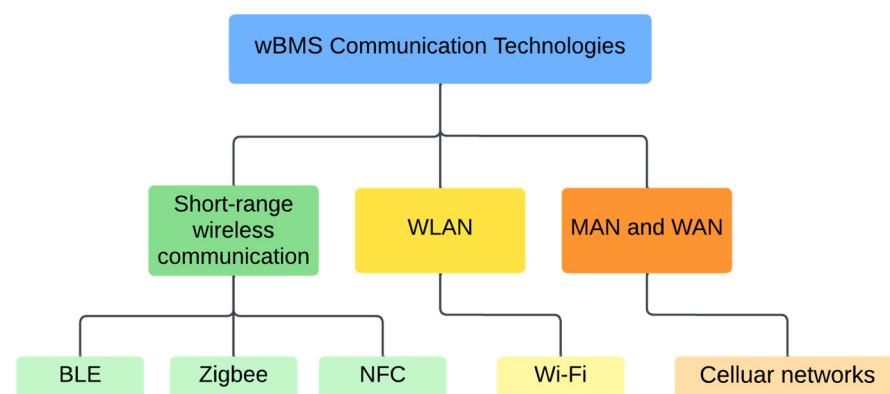 wBMS Communication Technologies
Short-range
wireless
communication
WLAN
MAN and WAN
BLE
Zigbee
NFC
Wi-Fi
Celluar networks